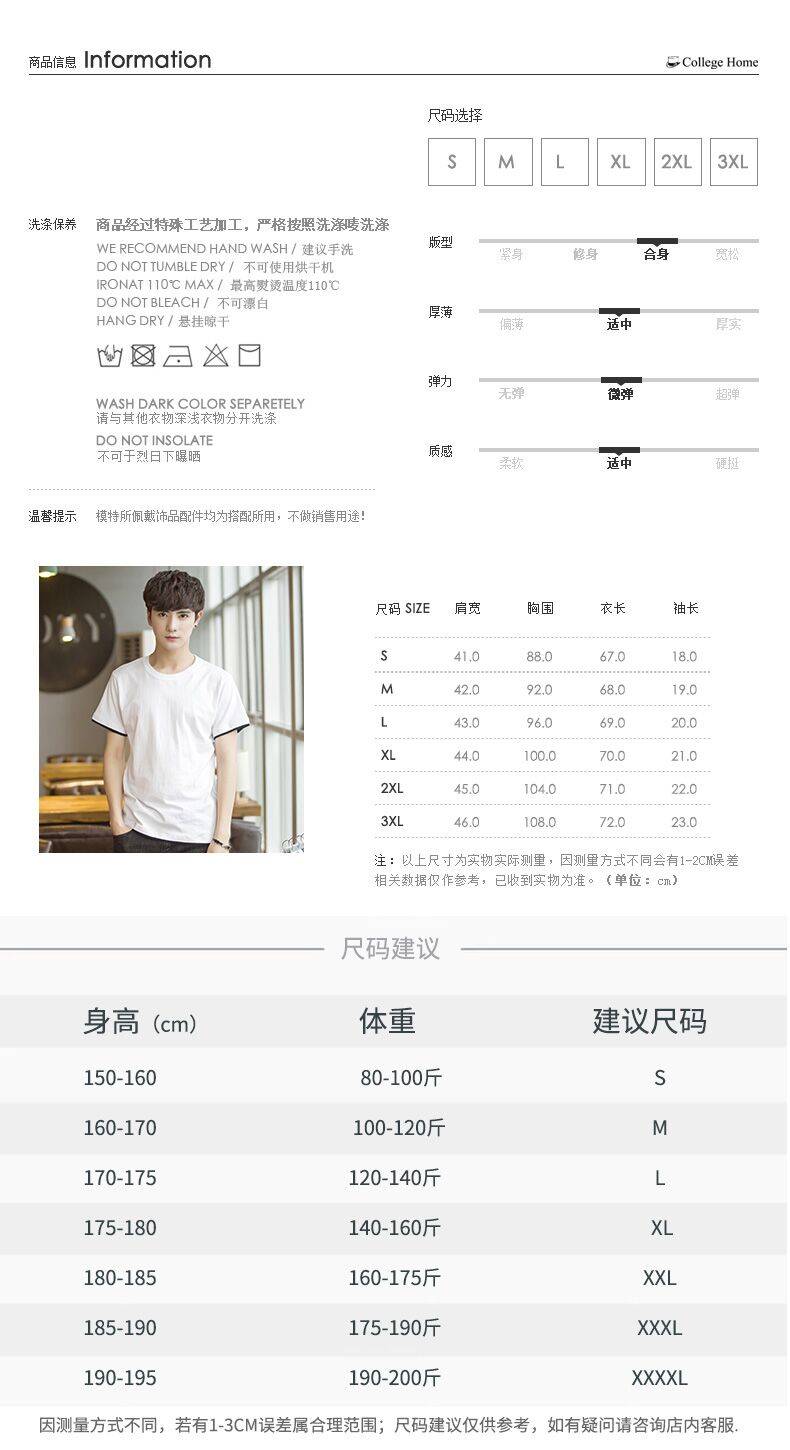 商品信息 Information
College Home
尺码选择
S M L XL 2XL 3XL
洗涤保养 商品经过特殊工艺加工，严格按照洗涤唛洗涤
WE RECOMMEND HAND WASH / 建议手洗
DO NOT TUMBLE DRY / 不可使用烘干机
IRONAT 110℃ MAX / 最高熨烫温度110℃
DO NOT BLEACH / 不可漂白
HANG DRY / 悬挂晾干
WASH DARK COLOR SEPARETELY
请与其他衣物深浅衣物分开洗涤
DO NOT INSOLATE
不可于烈日下曝晒
版型
紧身 修身 合身 宽松
厚薄
偏薄 适中 厚实
弹力
无弹 微弹 超弹
质感
柔软 适中 硬挺
温馨提示 模特所佩戴饰品配件均为搭配所用，不做销售用途！
尺码 SIZE 肩宽 胸围 衣长 袖长
S 41.0 88.0 67.0 18.0
M 42.0 92.0 68.0 19.0
L 43.0 96.0 69.0 20.0
XL 44.0 100.0 70.0 21.0
2XL 45.0 104.0 71.0 22.0
3XL 46.0 108.0 72.0 23.0
注：以上尺寸为实物实际测量，因测量方式不同会有1-2CM误差
相关数据仅作参考，已收到实物为准。（单位：cm）
尺码建议
身高（cm） 体重 建议尺码
150-160 80-100斤 S
160-170 100-120斤 M
170-175 120-140斤 L
175-180 140-160斤 XL
180-185 160-175斤 XXL
185-190 175-190斤 XXXL
190-195 190-200斤 XXXXL
因测量方式不同，若有1-3CM误差属合理范围；尺码建议仅供参考，如有疑问请咨询店内客服.